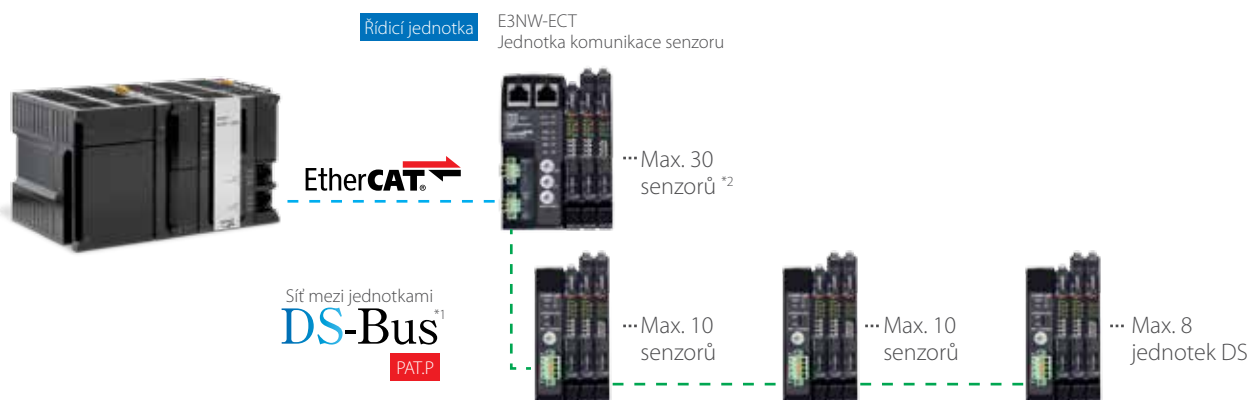 Řídicí jednotka
E3NW-ECT
Jednotka komunikace senzoru
EtherCAT®
···Max. 30
senzorů *2
Síť mezi jednotkami
DS-Bus*1
PAT.P
···Max. 10
senzorů
···Max. 10
senzorů
··· Max. 8
jednotek DS